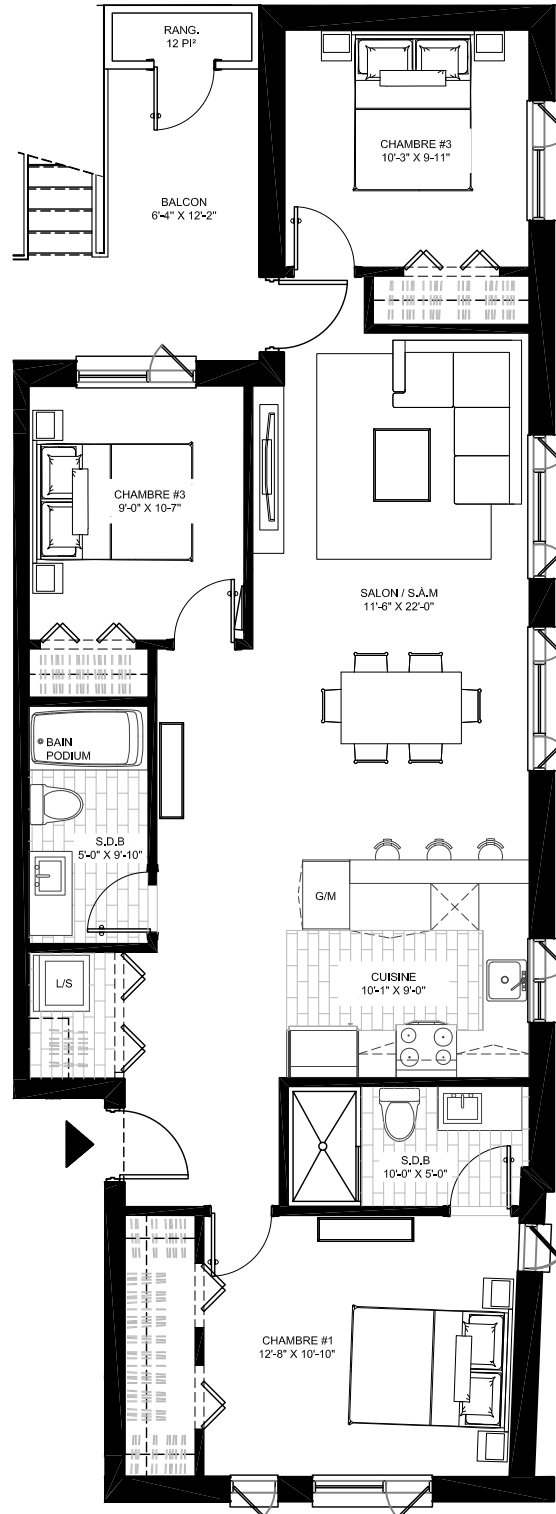 RANG.
12 PI²
CHAMBRE #3
10'-3" X 9'-11"
BALCON
6'-4" X 12'-2"
CHAMBRE #3
9'-0" X 10'-7"
SALON / S.À.M
11'-6" X 22'-0"
BAIN
PODIUM
S.D.B
5'-0" X 9'-10"
G/M
CUISINE
10'-1" X 9'-0"
L/S
S.D.B
10'-0" X 5'-0"
CHAMBRE #1
12'-8" X 10'-10"